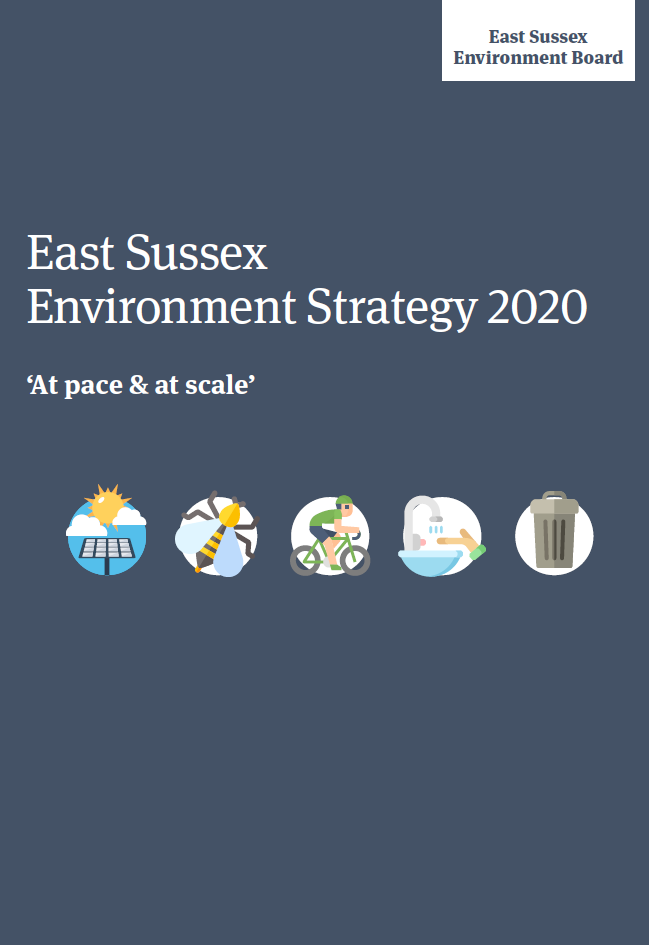 East Sussex
Environment Board
East Sussex
Environment Strategy 2020
‘At pace & at scale’